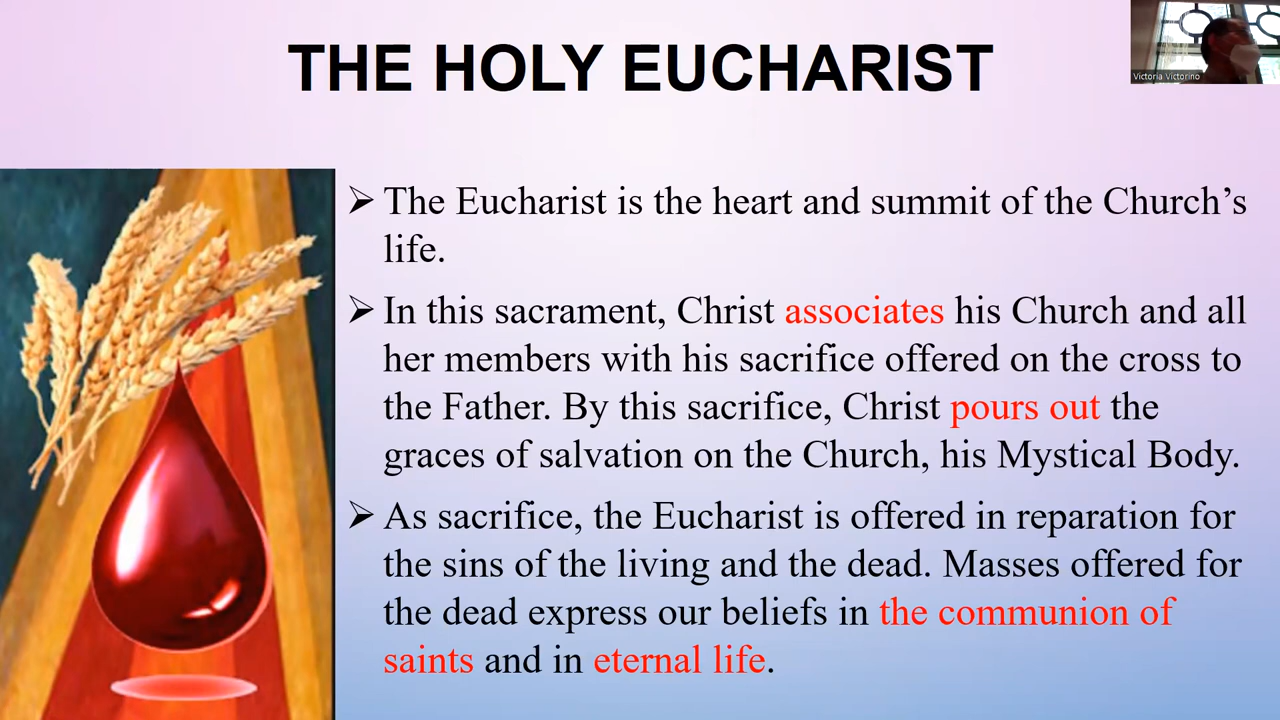 THE HOLY EUCHARIST
Victoria Victorino
➢ The Eucharist is the heart and summit of the Church’s
life.
➢ In this sacrament, Christ associates his Church and all
her members with his sacrifice offered on the cross to
the Father. By this sacrifice, Christ pours out the
graces of salvation on the Church, his Mystical Body.
➢ As sacrifice, the Eucharist is offered in reparation for
the sins of the living and the dead. Masses offered for
the dead express our beliefs in the communion of
saints and in eternal life.